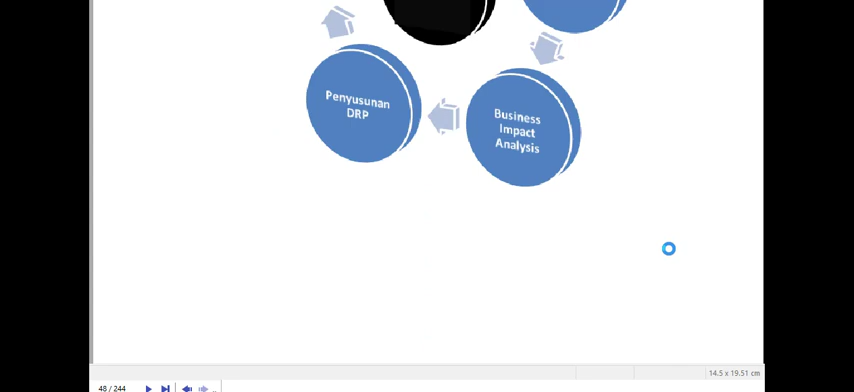 Penyusunan
DRP
Business
Impact
Analysis
14.5 x 19.51 cm
48 / 244